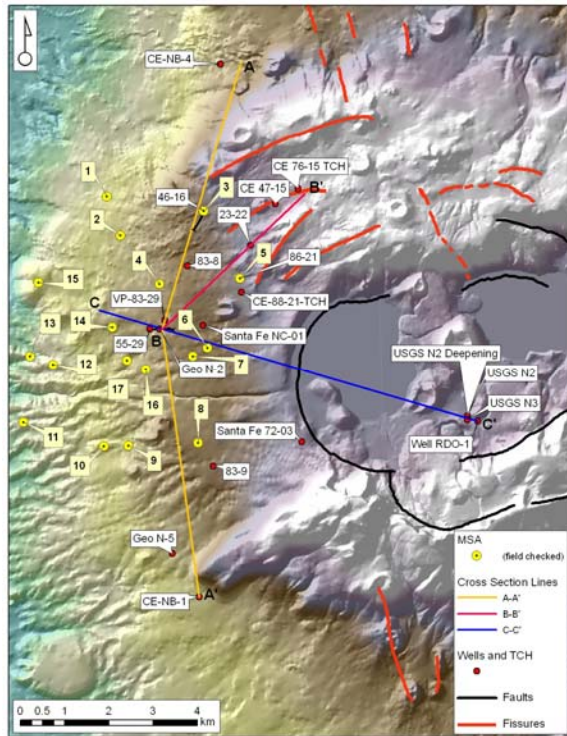 CE-NB-4
A
1
46-16
3
CE 76-15 TCH
CE 47-15
B'
2
23-22
5
86-21
4
83-8
15
C
VP-83-29
CE-88-21-TCH
13
14
B
6
Santa Fe NC-01
55-29
Geo N-2
7
12
17
16
USGS N2 Deepening
USGS N2
USGS N3
C'
Well RDO-1
11
8
Santa Fe 72-03
10
9
83-9
Geo N-5
CE-NB-1
A'
MSA
(field checked)
Cross Section Lines
A-A'
B-B'
C-C'
Wells and TCH
Faults
Fissures
0 0.5 1 2 3 4
km